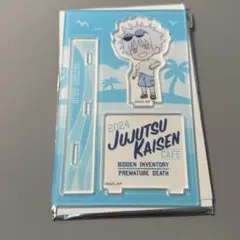 2024
JUJUTSU
KAISEN
CAFE
HIDDEN INVENTORY
PREMATURE DEATH